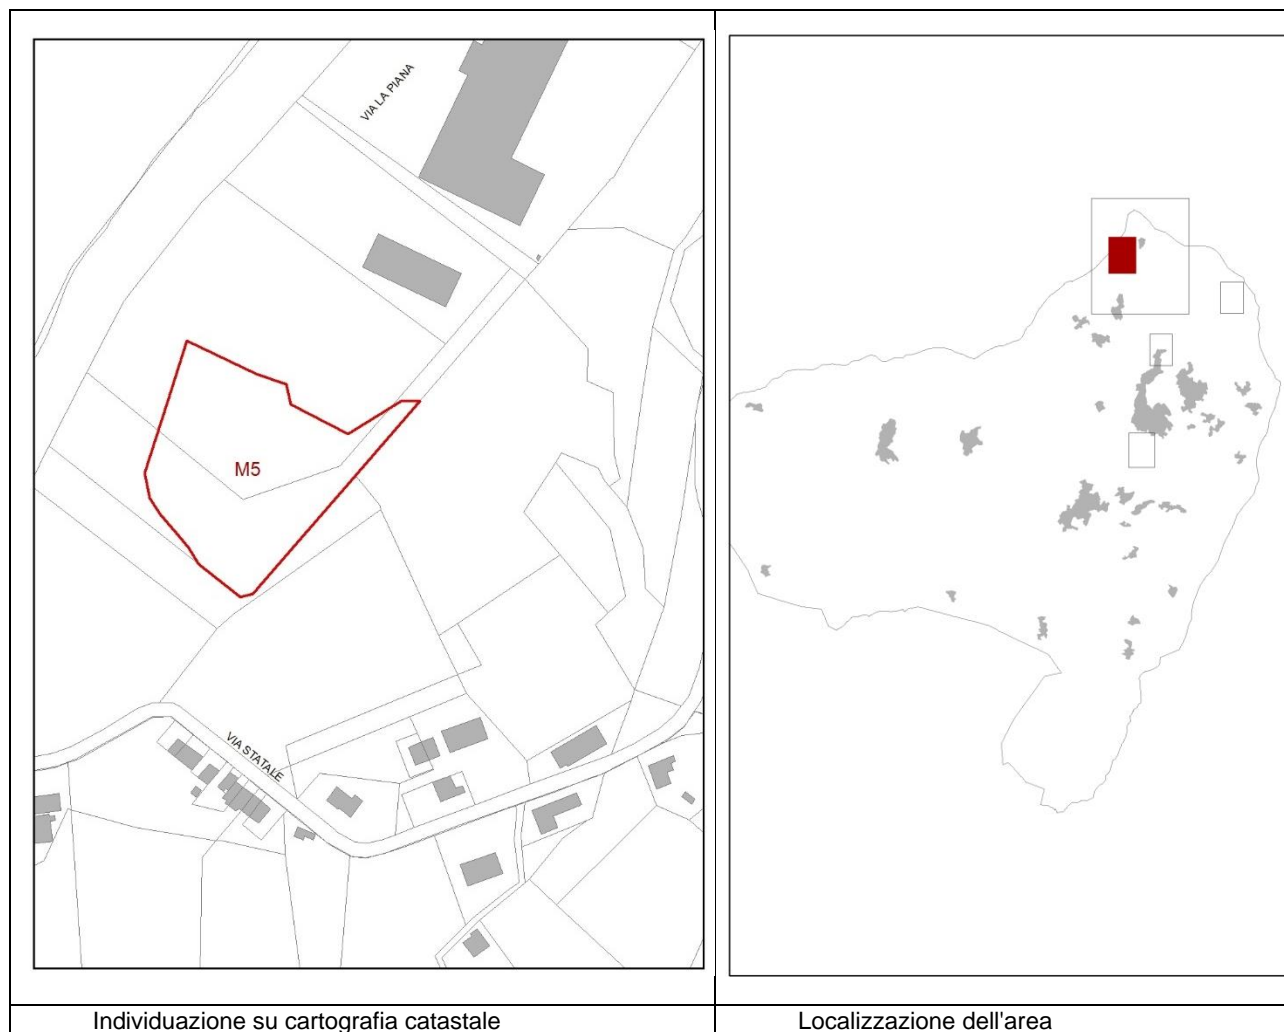 VIA LA PIANA
M5
VIA STATALE
Individuazione su cartografia catastale
Localizzazione dell'area